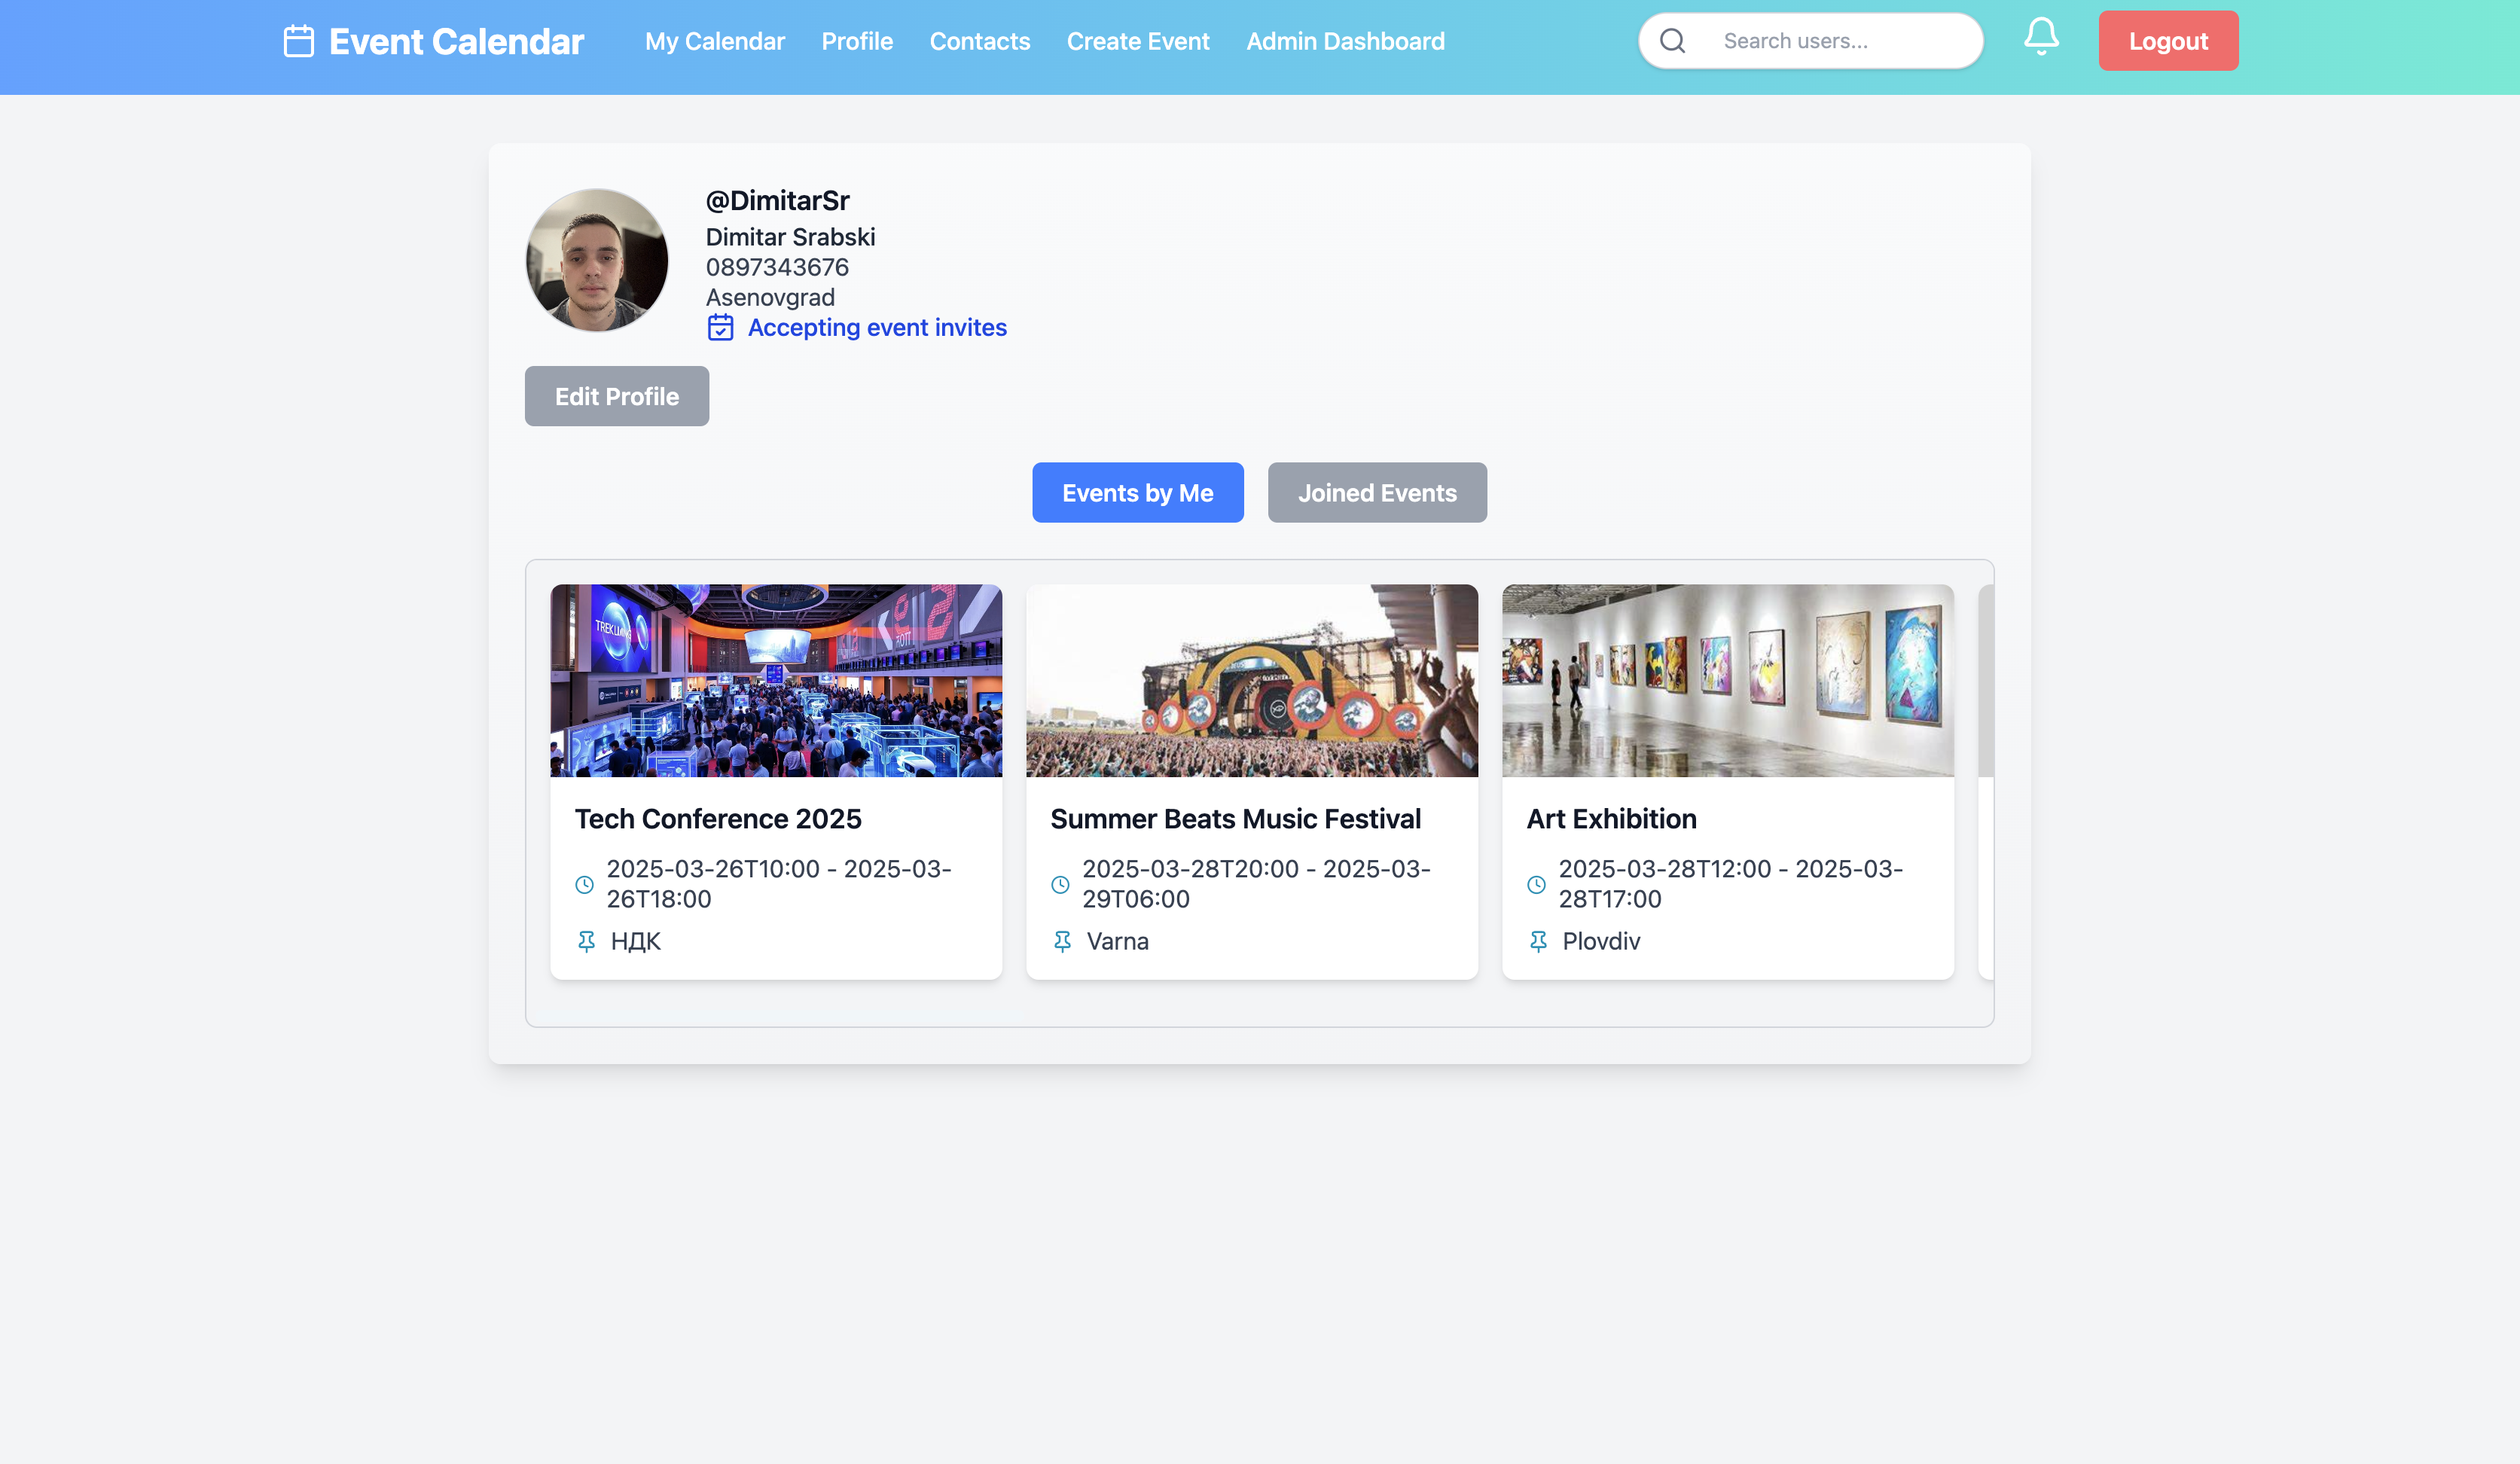 Event Calendar
My Calendar
Profile
Contacts
Create Event
Admin Dashboard
Search users...
Logout
@DimitarSr
Dimitar Srabski
0897343676
Asenovgrad
Accepting event invites
Edit Profile
Events by Me
Joined Events
Tech Conference 2025
2025-03-26T10:00 - 2025-03-
26T18:00
НДК
Summer Beats Music Festival
2025-03-28T20:00 - 2025-03-
29T06:00
Varna
Art Exhibition
2025-03-28T12:00 - 2025-03-
28T17:00
Plovdiv